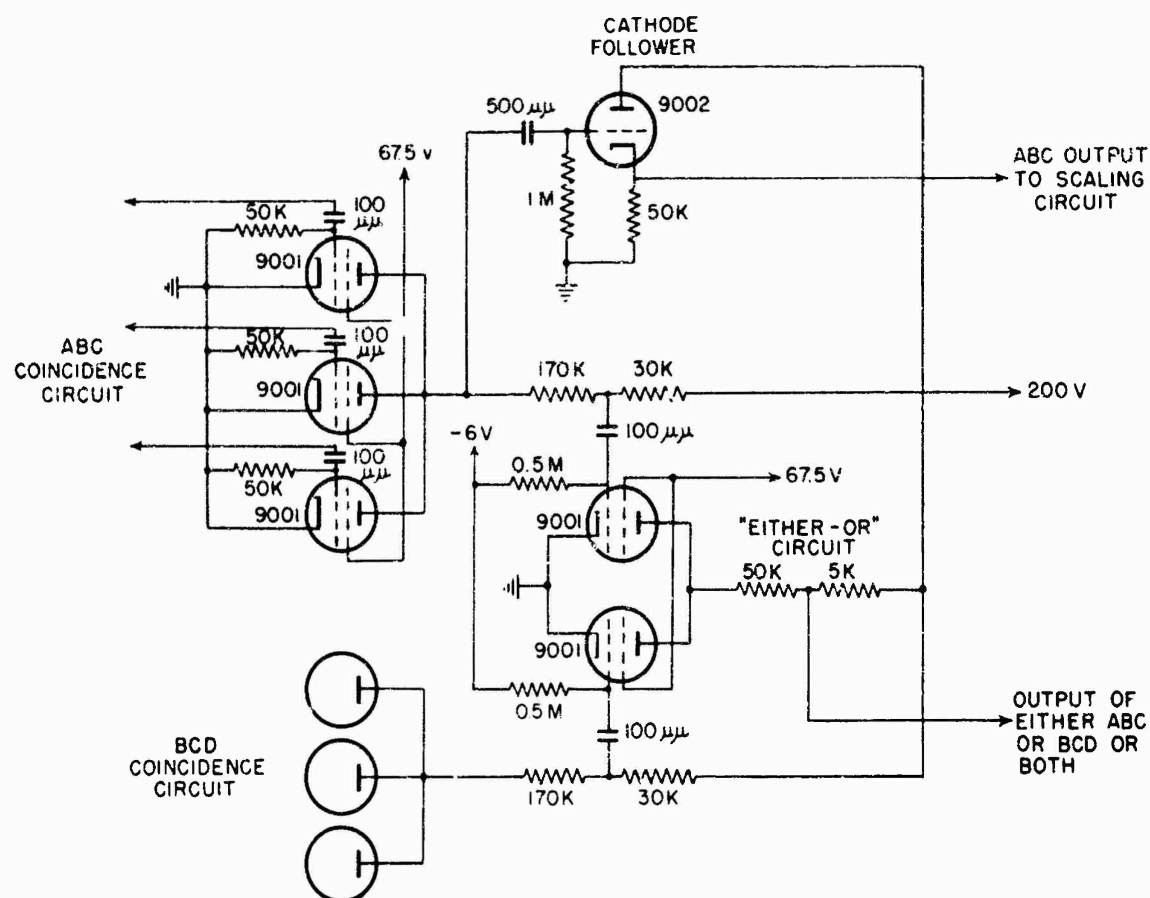 CATHODE
FOLLOWER
9002
500 μμ
67.5 v
ABC OUTPUT
TO SCALING
CIRCUIT
1 M
50K
50K
100
μμ
9001
50K
100
μμ
ABC
COINCIDENCE
CIRCUIT
9001
170K
30K
200 V
-6 V
100 μμ
50K
100
μμ
9001
0.5 M
67.5 V
9001
"EITHER-OR"
CIRCUIT
50K
5K
9001
0.5 M
OUTPUT OF
EITHER ABC
OR BCD OR
BOTH
100 μμ
BCD
COINCIDENCE
CIRCUIT
170K
30K